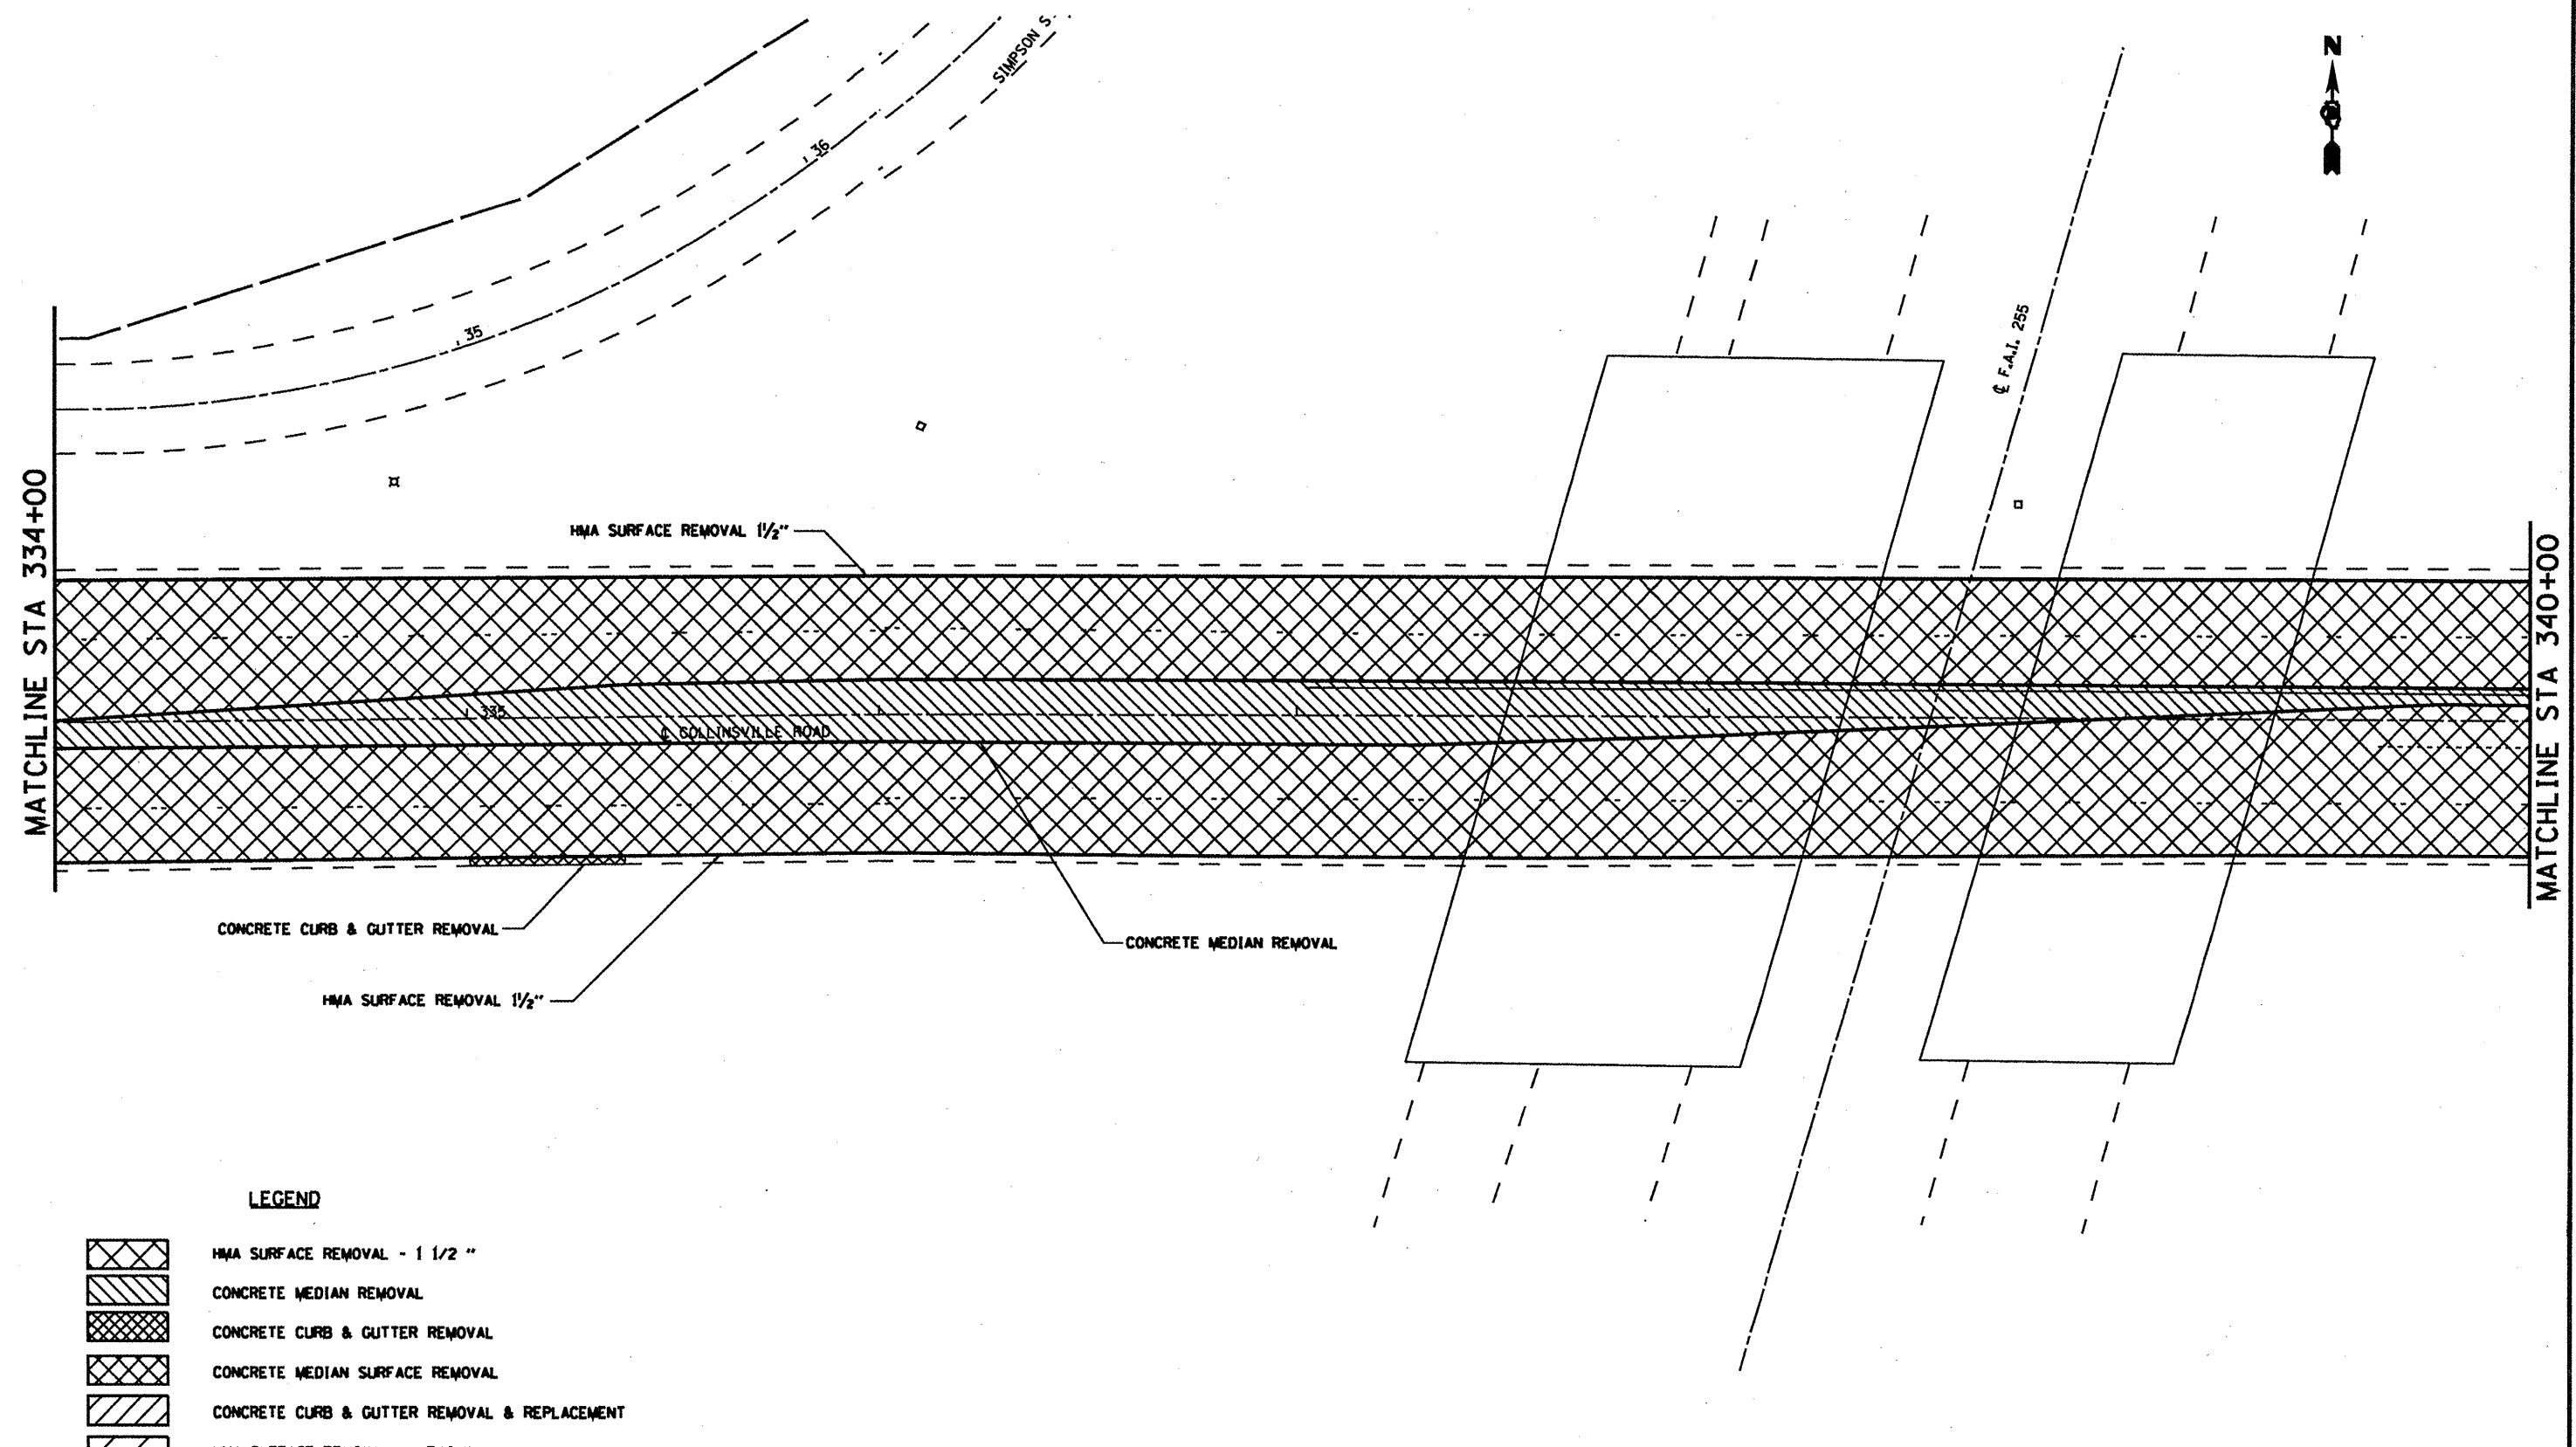 SIMPSON S
N
36
35
℄ F.A.I. 255
MATCHLINE STA 334+00
HMA SURFACE REMOVAL 1½"
MATCHLINE STA 340+00
335
℄ COLLINSVILLE ROAD
CONCRETE CURB & GUTTER REMOVAL
CONCRETE MEDIAN REMOVAL
HMA SURFACE REMOVAL 1½"
LEGEND
HMA SURFACE REMOVAL - 1 1/2 "
CONCRETE MEDIAN REMOVAL
CONCRETE CURB & GUTTER REMOVAL
CONCRETE MEDIAN SURFACE REMOVAL
CONCRETE CURB & GUTTER REMOVAL & REPLACEMENT